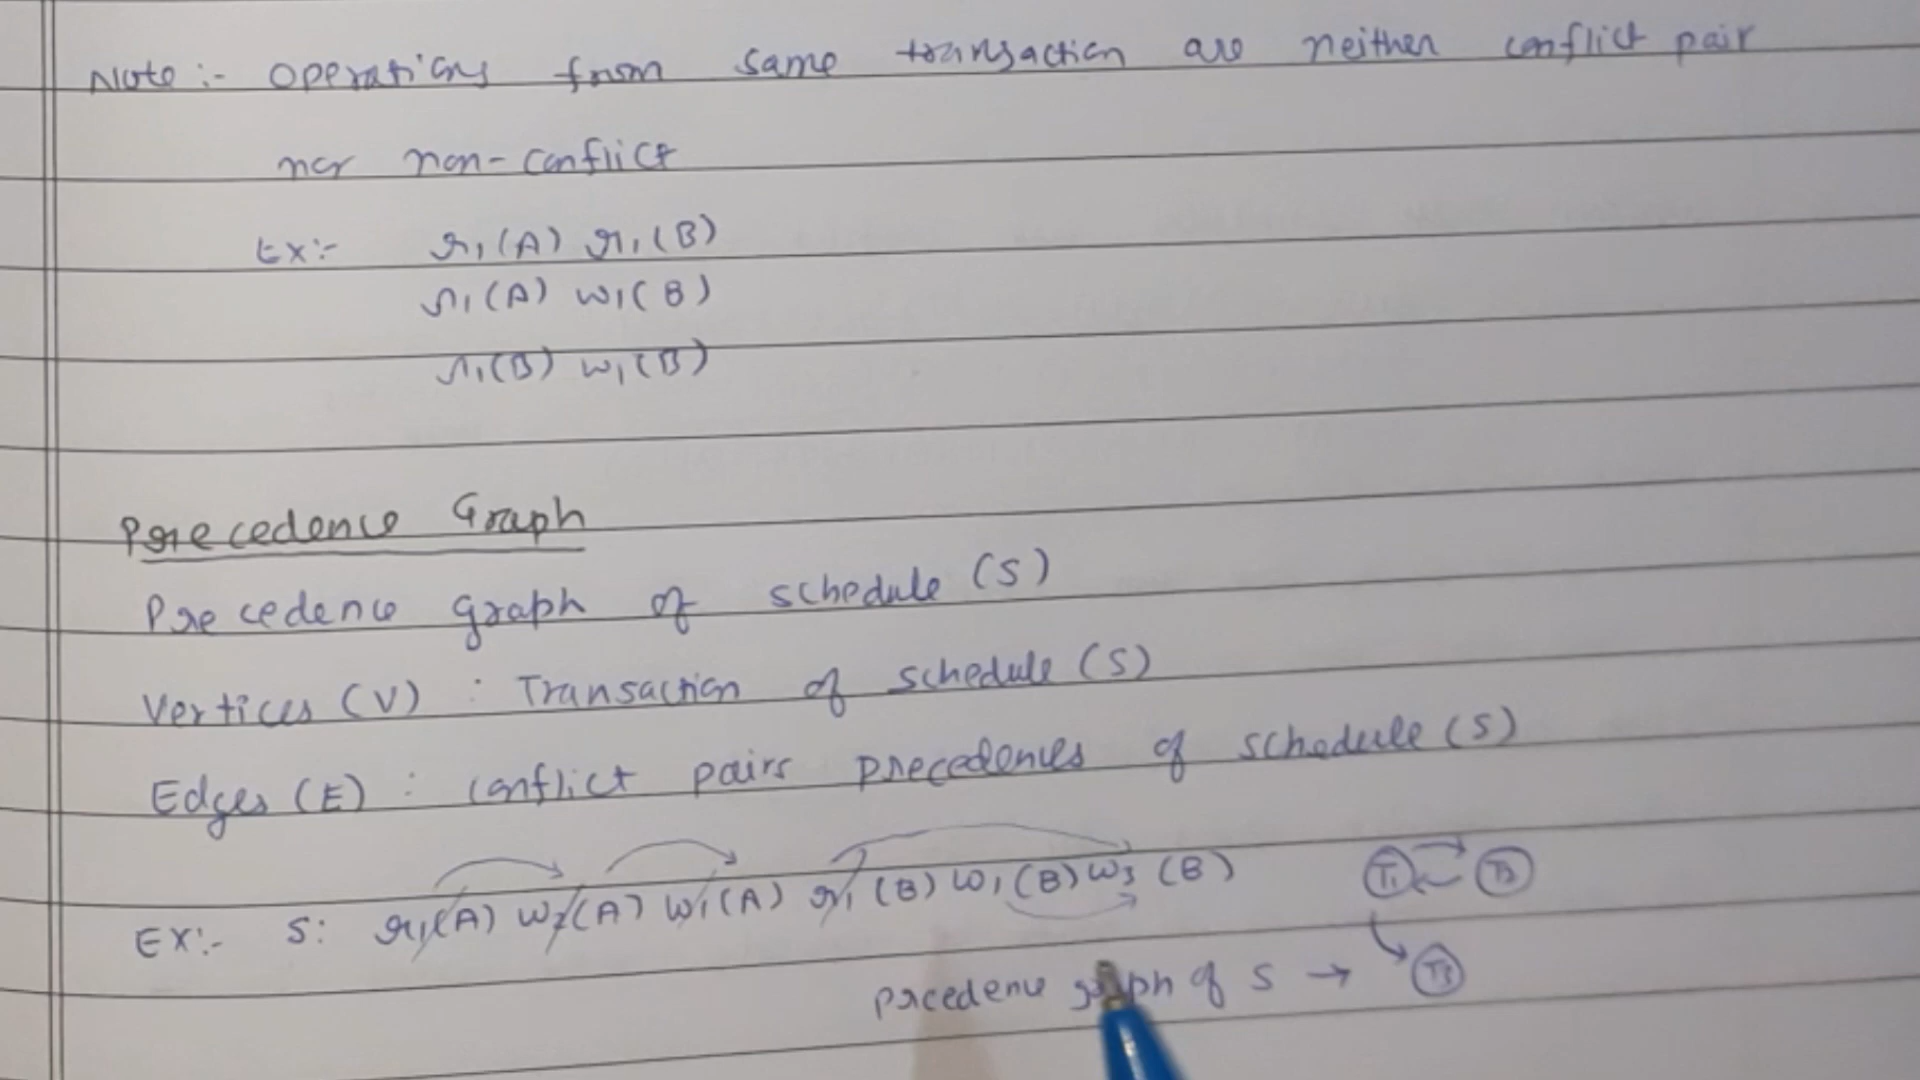 Note :- operations from same transaction are neither conflict pair
nor non-conflict
Ex:- r₁(A) r₁(B)
r₁(A) w₁(B)
r₁(B) w₁(B)
Precedence Graph
Precedence graph of schedule (S)
Vertices (V) : Transaction of schedule (S)
Edges (E) : conflict pairs precedences of schedule (S)
EX:- S: r₁(A) w₂(A) w₁(A) r₁(B) w₁(B) w₃(B)
T₁
precedence graph of S →